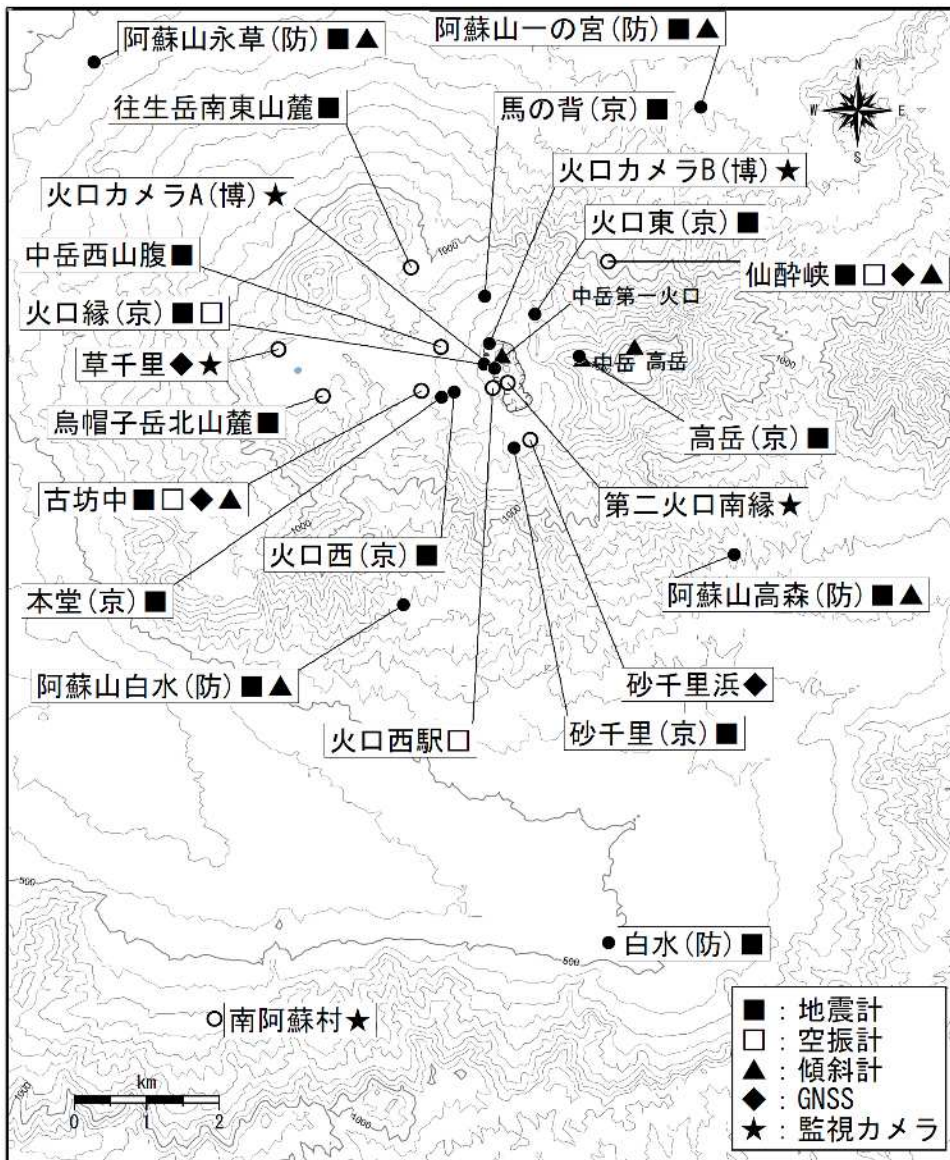 阿蘇山永草(防)■▲
阿蘇山一の宮(防)■▲
往生岳南東山麓■
馬の背(京)■
N
W
E
S
火口カメラA(博)★
火口カメラB(博)★
中岳西山腹■
火口東(京)■
火口縁(京)■□
中岳第一火口
仙酔峡■□◆▲
草千里◆★
中岳
高岳
烏帽子岳北山麓■
高岳(京)■
古坊中■□◆▲
第二火口南縁★
火口西(京)■
本堂(京)■
阿蘇山高森(防)■▲
阿蘇山白水(防)■▲
砂千里浜◆
火口西駅□
砂千里(京)■
1000
1000
1000
1000
500
500
白水(防)■
南阿蘇村★
1000
1000
km
0 1 2
■:地震計
□:空振計
▲:傾斜計
◆:GNSS
★:監視カメラ